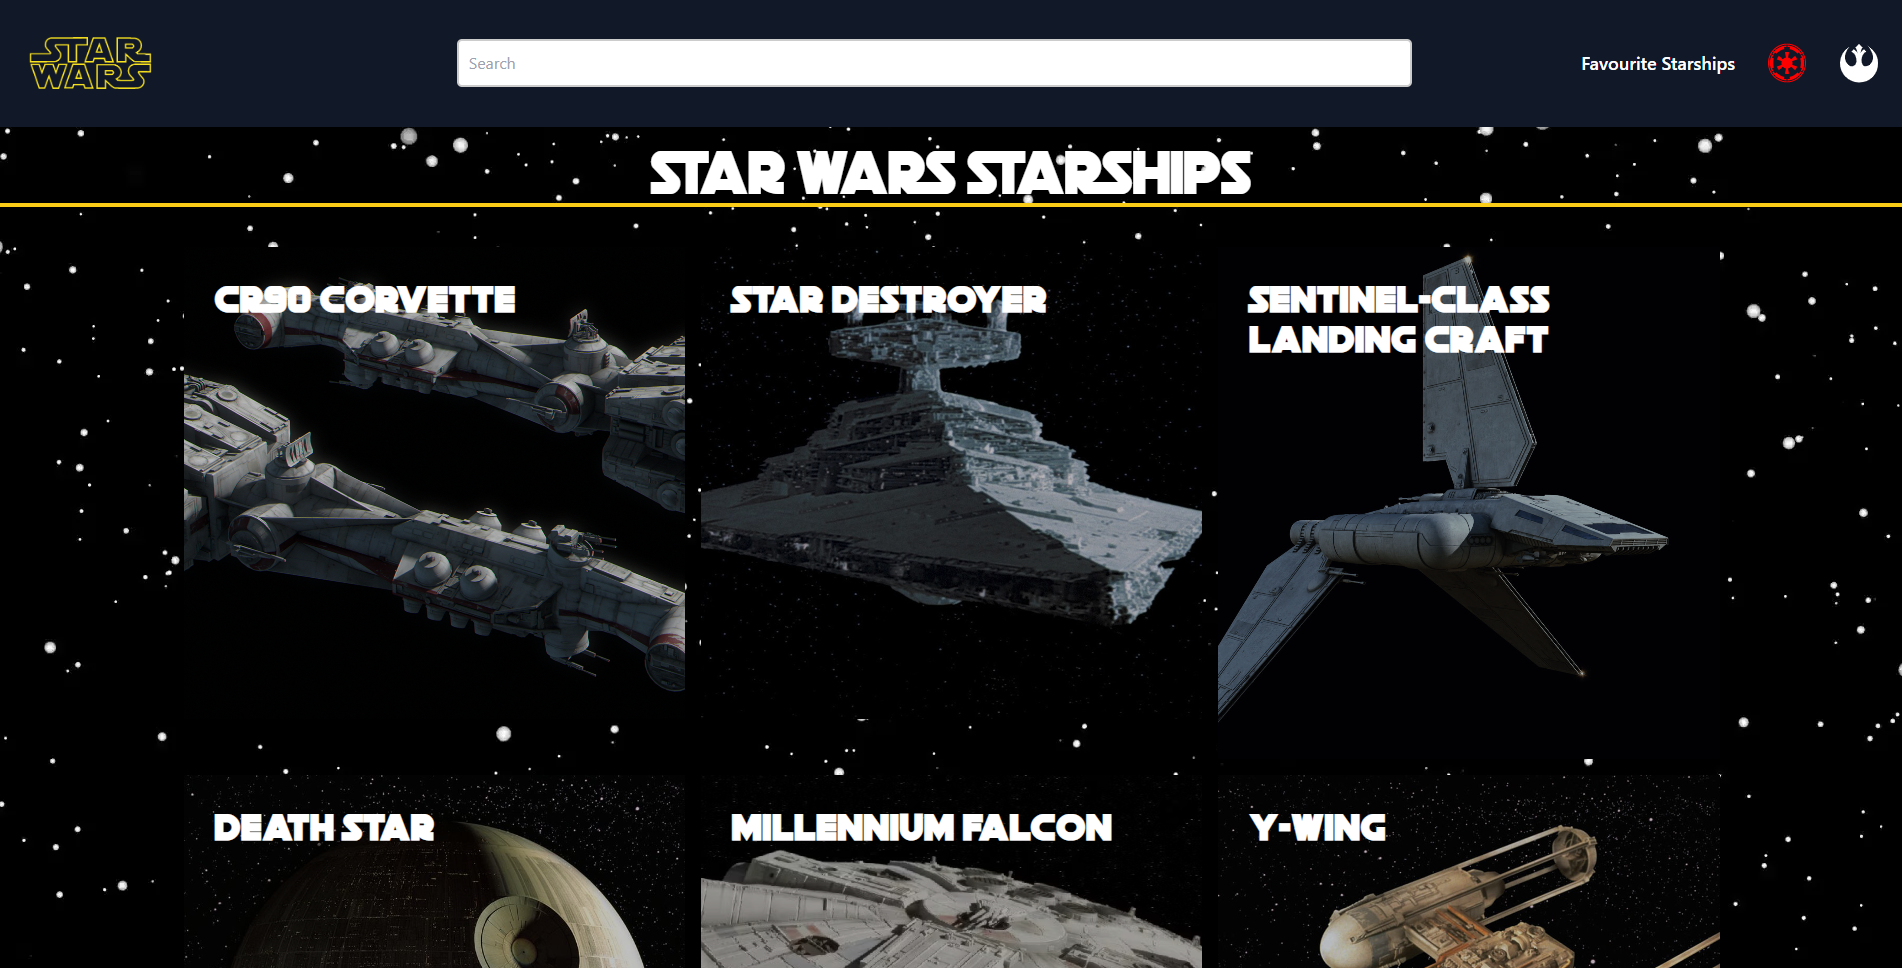 STAR
WARS
Search
Favourite Starships
STAR WARS STARSHIPS
CR90 CORVETTE
STAR DESTROYER
SENTINEL-CLASS
LANDING CRAFT
DEATH STAR
MILLENNIUM FALCON
Y-WING